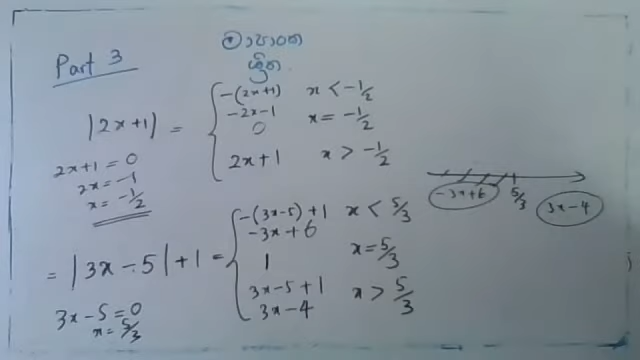 Part 3
මාපාංක
ශ්‍රිත
|2x+1| =
-(2x+1) x < -1/2
-2x-1
0 x = -1/2
2x+1 x > -1/2
2x+1 = 0
2x = -1
x = -1/2
= |3x-5|+1 =
-(3x-5)+1 x < 5/3
-3x+6
1 x = 5/3
3x-5+1 x > 5/3
3x-4
3x-5=0
x=5/3
-3x+6 5/3 3x-4